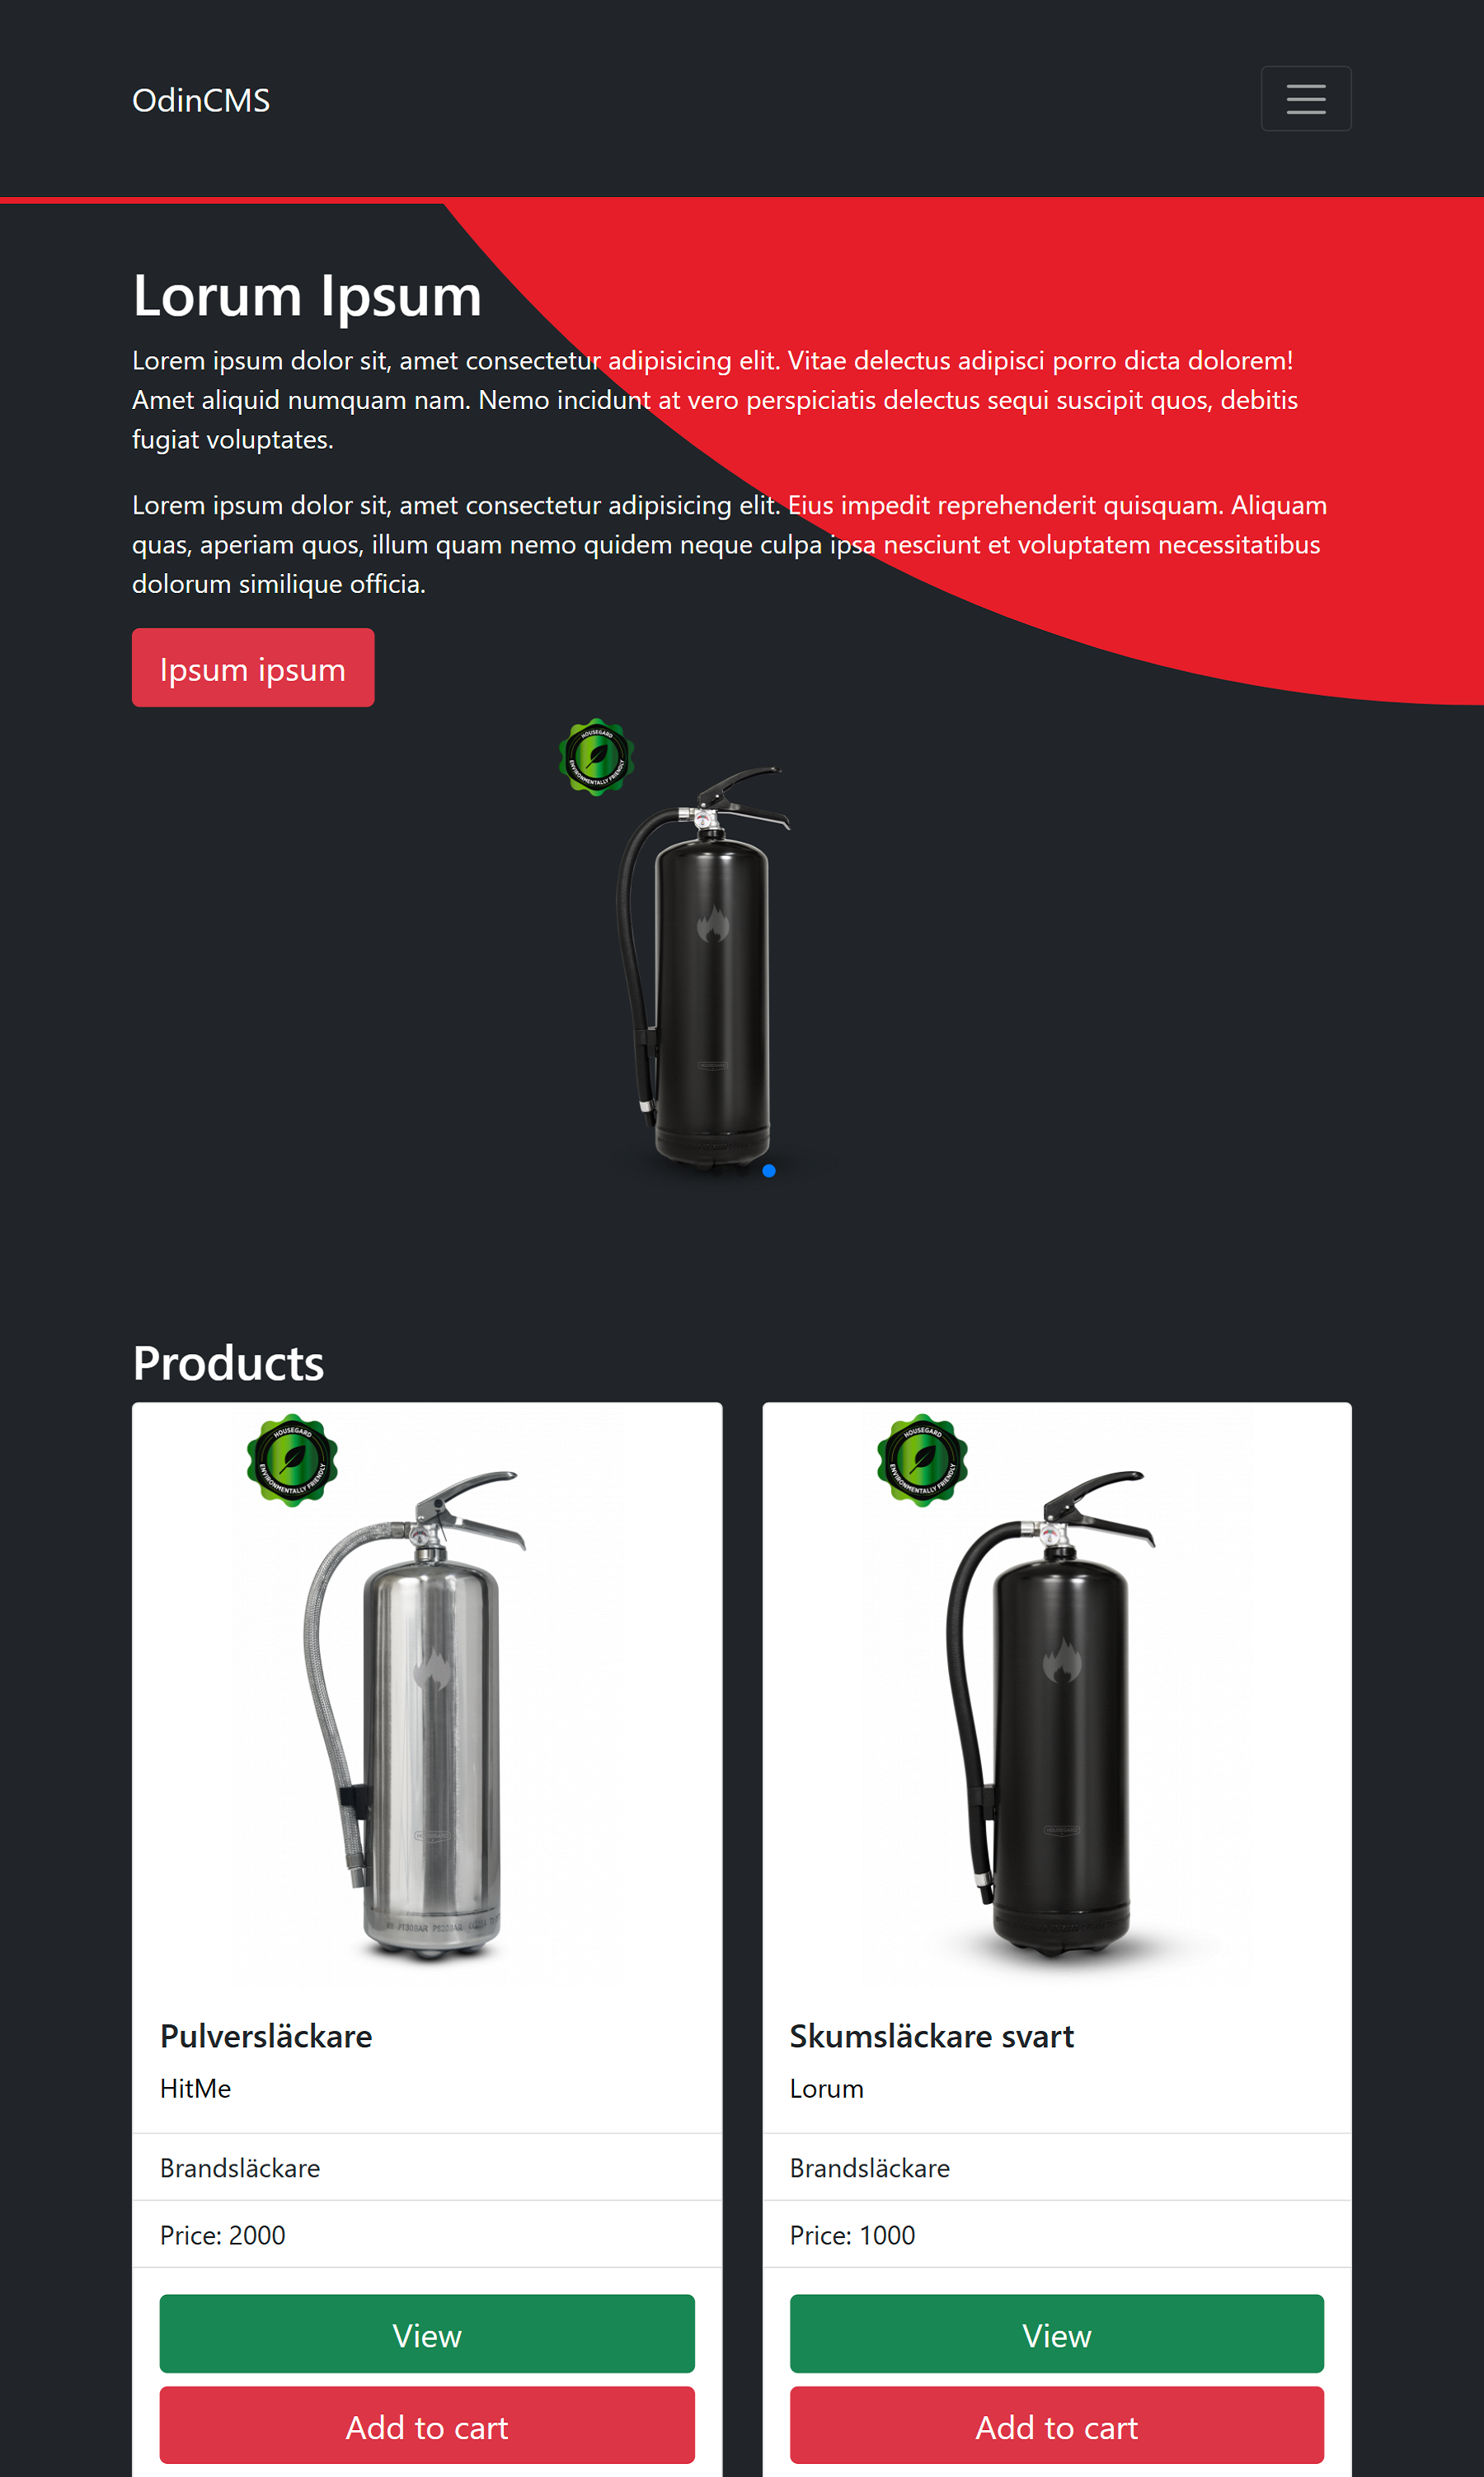 OdinCMS
Lorum Ipsum
Lorem ipsum dolor sit, amet consectetur adipisicing elit. Vitae delectus adipisci porro dicta dolorem!
Amet aliquid numquam nam. Nemo incidunt at vero perspiciatis delectus sequi suscipit quos, debitis
fugiat voluptates.
Lorem ipsum dolor sit, amet consectetur adipisicing elit. Eius impedit reprehenderit quisquam. Aliquam
quas, aperiam quos, illum quam nemo quidem neque culpa ipsa nesciunt et voluptatem necessitatibus
dolorum similique officia.
Ipsum ipsum
HOUSEGARD
ENVIRONMENTALLY FRIENDLY
Products
HOUSEGARD
ENVIRONMENTALLY FRIENDLY
HOUSEGARD
ENVIRONMENTALLY FRIENDLY
Pulversläckare
HitMe
Brandsläckare
Price: 2000
View
Add to cart
Skumsläckare svart
Lorum
Brandsläckare
Price: 1000
View
Add to cart